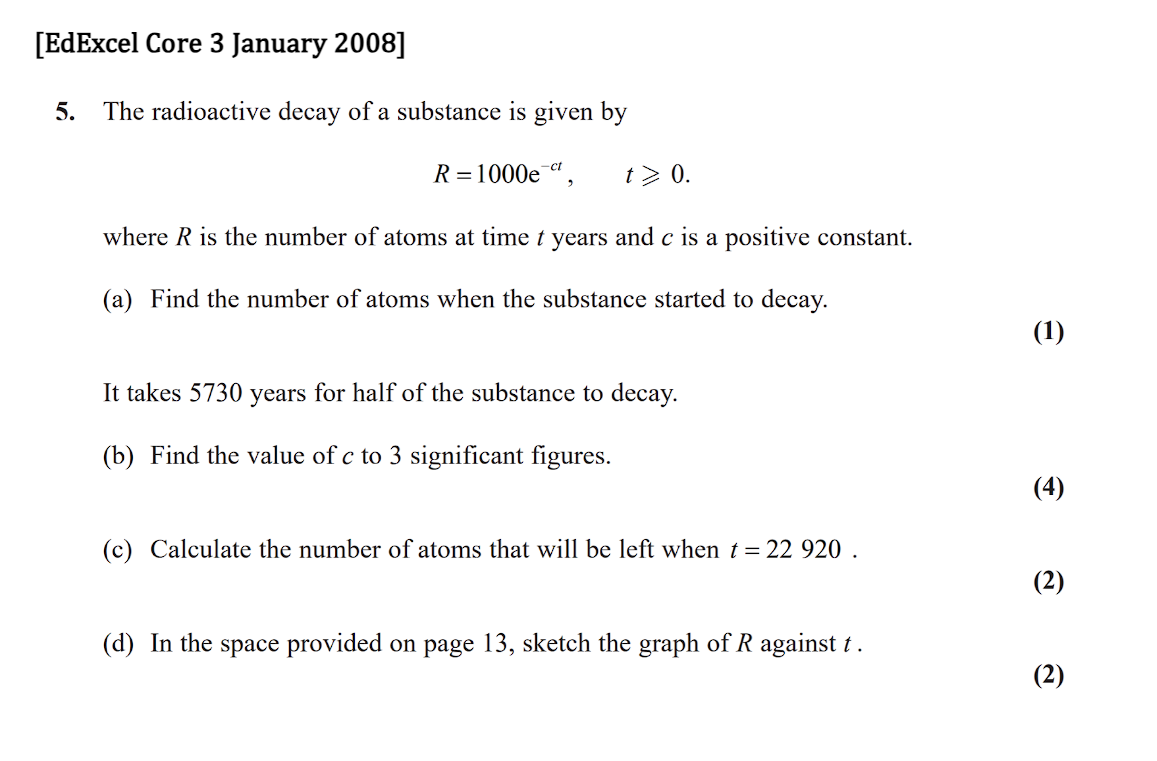 [EdExcel Core 3 January 2008]
5. The radioactive decay of a substance is given by
R = 1000e⁻ᶜᵗ, t ⩾ 0.
where R is the number of atoms at time t years and c is a positive constant.
(a) Find the number of atoms when the substance started to decay.
(1)
It takes 5730 years for half of the substance to decay.
(b) Find the value of c to 3 significant figures.
(4)
(c) Calculate the number of atoms that will be left when t = 22 920 .
(2)
(d) In the space provided on page 13, sketch the graph of R against t .
(2)